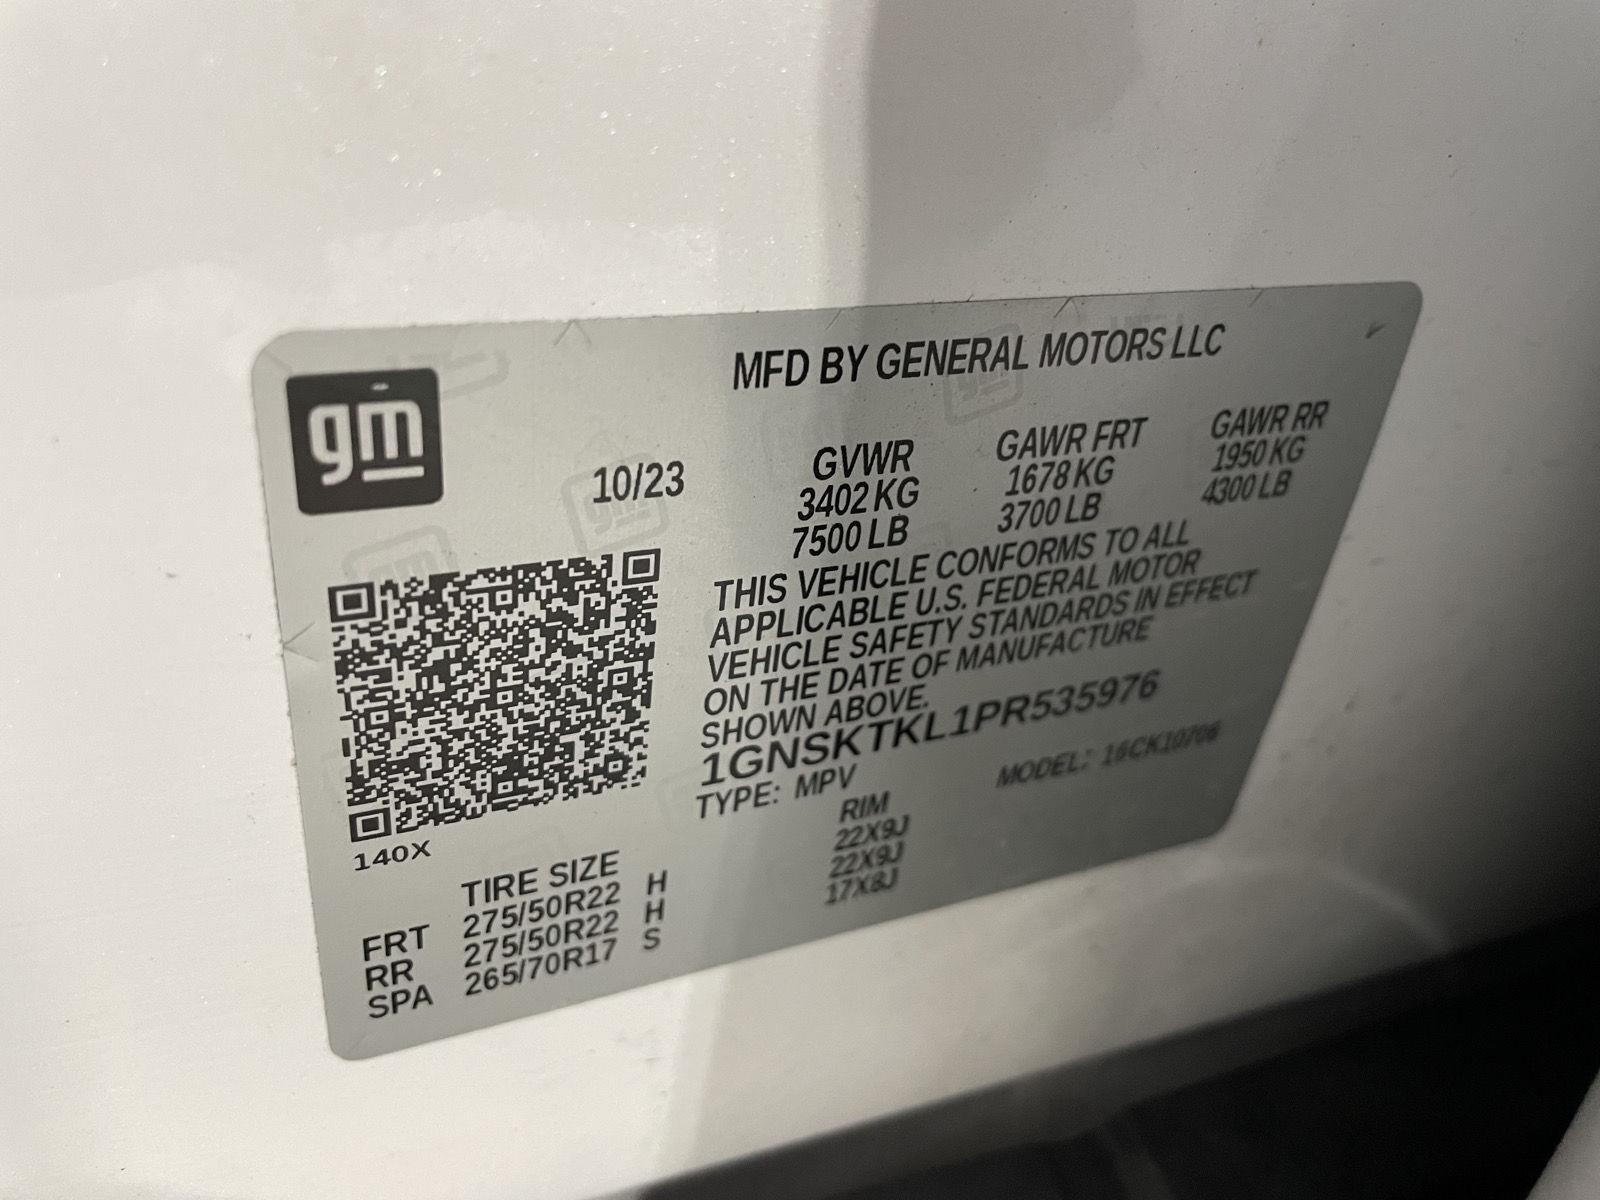 gm
MFD BY GENERAL MOTORS LLC
10/23
GVWR GAWR FRT GAWR RR
3402 KG 1678 KG 1950 KG
7500 LB 3700 LB 4300 LB
THIS VEHICLE CONFORMS TO ALL
APPLICABLE U.S. FEDERAL MOTOR
VEHICLE SAFETY STANDARDS IN EFFECT
ON THE DATE OF MANUFACTURE
SHOWN ABOVE.
1GNSKTKL1PR535976
TYPE: MPV MODEL: 16CK10706
140X
TIRE SIZE RIM
FRT 275/50R22 H 22X9J
RR 275/50R22 H 22X9J
SPA 265/70R17 S 17X8J